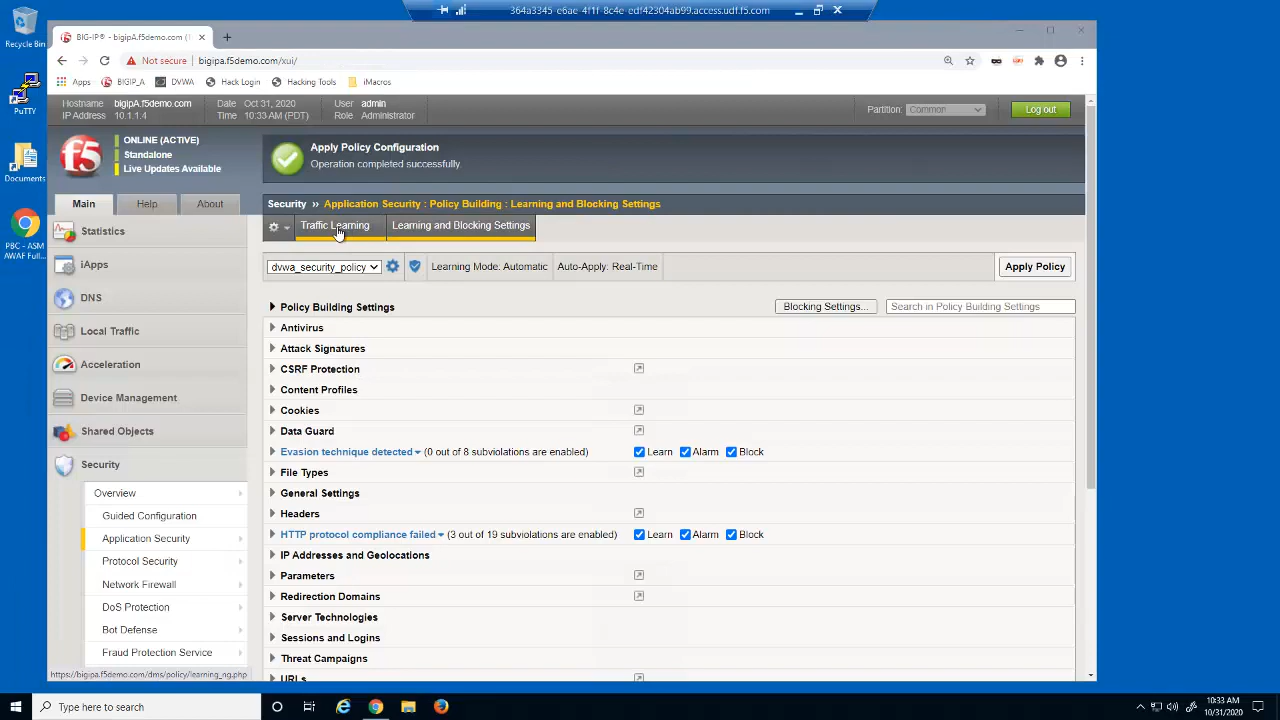 364a3345-e6ae-4f1f-8c4e-edf42304ab99.access.udf.f5.com
Recycle Bin
BIG-IP® - bigipA.f5demo.com (1
Not secure
bigipa.f5demo.com/xui/
Apps
BIGIP_A
DVWA
Hack Login
Hacking Tools
iMacros
PuTTY
Documents
PBC - ASM
AWAF Full...
Hostname bigipA.f5demo.com
IP Address 10.1.1.4
Date Oct 31, 2020
Time 10:33 AM (PDT)
User admin
Role Administrator
Partition: Common
Log out
f5
ONLINE (ACTIVE)
Standalone
Live Updates Available
Apply Policy Configuration
Operation completed successfully
Main
Help
About
Security ›› Application Security : Policy Building : Learning and Blocking Settings
Traffic Learning
Learning and Blocking Settings
Statistics
iApps
DNS
Local Traffic
Acceleration
Device Management
Shared Objects
Security
Overview
Guided Configuration
Application Security
Protocol Security
Network Firewall
DoS Protection
Bot Defense
Fraud Protection Service
dvwa_security_policy
Learning Mode: Automatic
Auto-Apply: Real-Time
Apply Policy
Policy Building Settings
Blocking Settings...
Search in Policy Building Settings
Antivirus
Attack Signatures
CSRF Protection
Content Profiles
Cookies
Data Guard
Evasion technique detected (0 out of 8 subviolations are enabled) Learn Alarm Block
File Types
General Settings
Headers
HTTP protocol compliance failed (3 out of 19 subviolations are enabled) Learn Alarm Block
IP Addresses and Geolocations
Parameters
Redirection Domains
Server Technologies
Sessions and Logins
Threat Campaigns
URLs
https://bigipa.f5demo.com/dms/policy/learning_ng.php
Type here to search
10:33 AM
10/31/2020